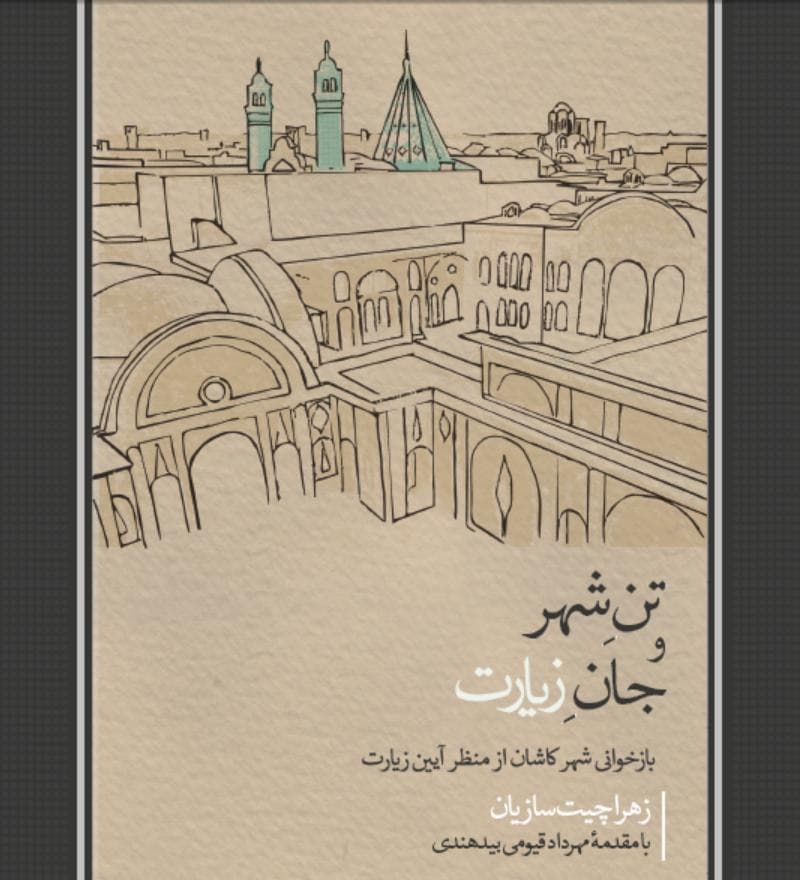 تن ِشهر
و
جان ِزیارت
بازخوانی شهر کاشان از منظر آیین زیارت
زهرا چیت‌سازیان
با مقدمهٔ مهرداد قیومی بیدهندی